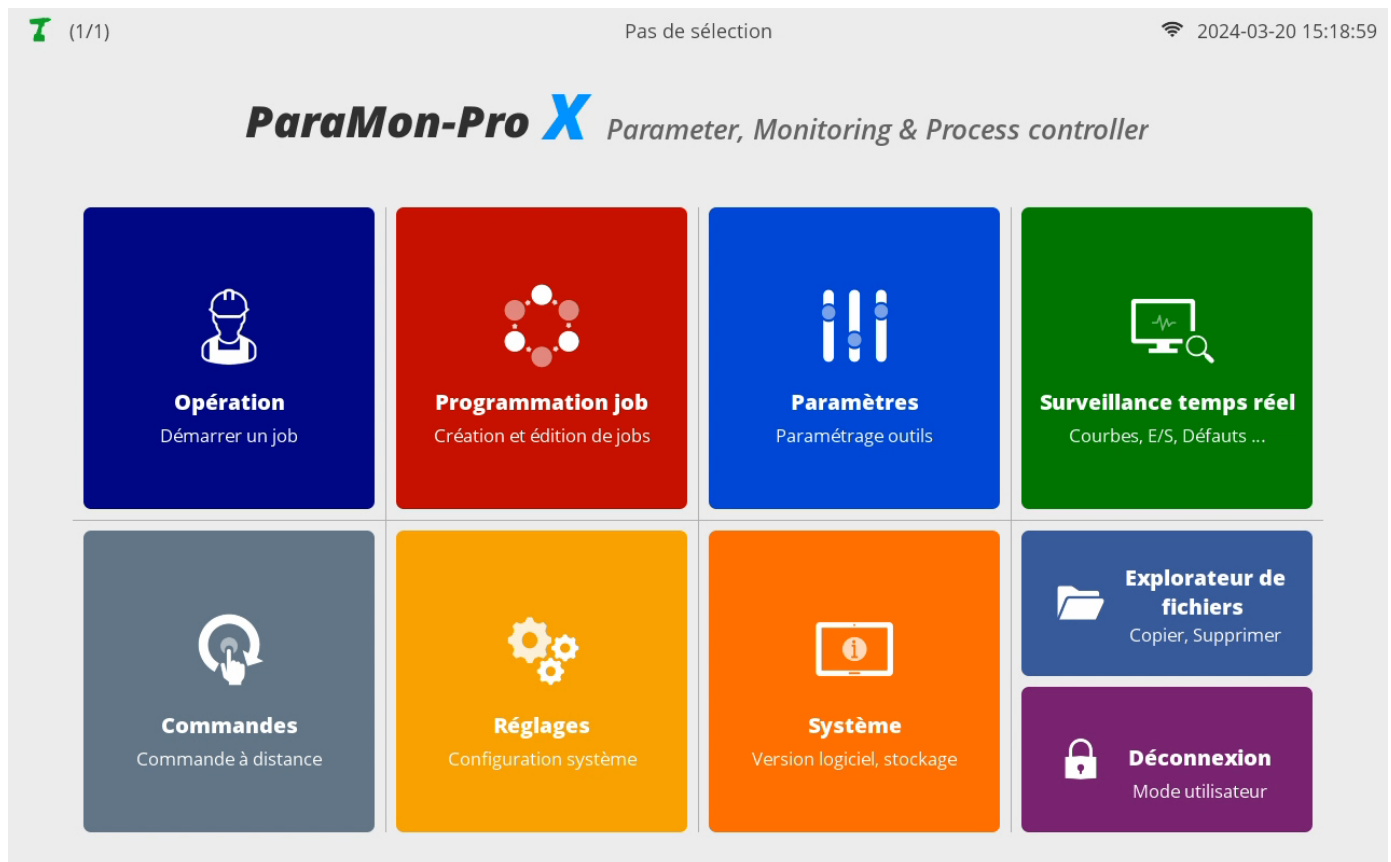 (1/1)
Pas de sélection
2024-03-20 15:18:59
ParaMon-Pro X Parameter, Monitoring & Process controller
Opération
Démarrer un job
Programmation job
Création et édition de jobs
Paramètres
Paramétrage outils
Surveillance temps réel
Courbes, E/S, Défauts ...
Commandes
Commande à distance
Réglages
Configuration système
Système
Version logiciel, stockage
Explorateur de
fichiers
Copier, Supprimer
Déconnexion
Mode utilisateur